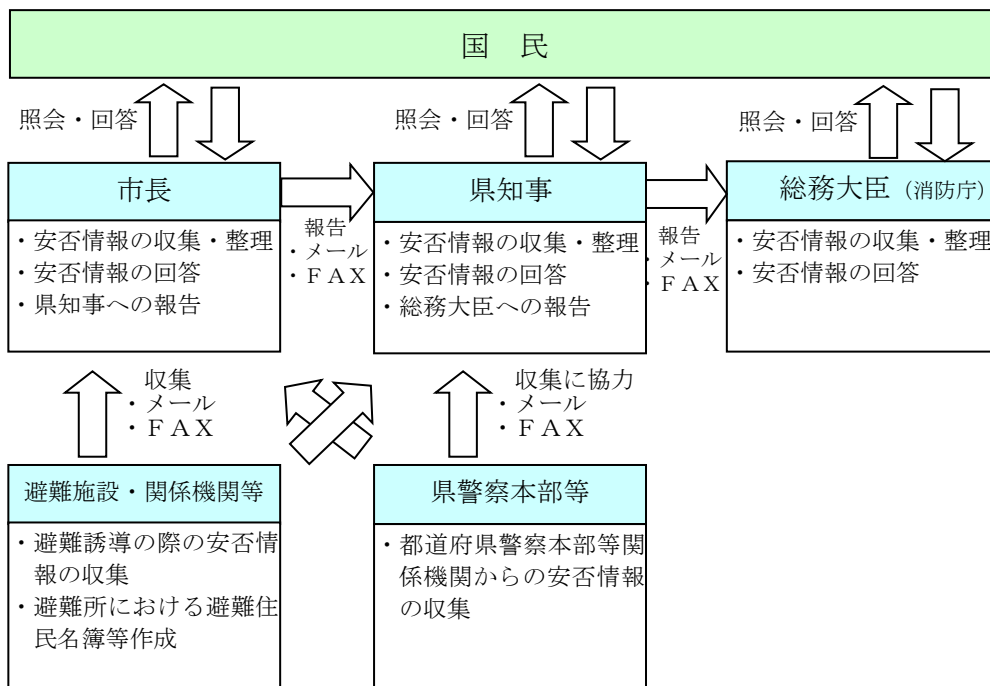 国　民
照会・回答
照会・回答
照会・回答
市長
・安否情報の収集・整理
・安否情報の回答
・県知事への報告
報告
・メール
・ＦＡＸ
県知事
・安否情報の収集・整理
・安否情報の回答
・総務大臣への報告
報告
・メール
・ＦＡＸ
総務大臣（消防庁）
・安否情報の収集・整理
・安否情報の回答
収集
・メール
・ＦＡＸ
収集に協力
・メール
・ＦＡＸ
避難施設・関係機関等
・避難誘導の際の安否情
報の収集
・避難所における避難住
民名簿等作成
県警察本部等
・都道府県警察本部等関
係機関からの安否情報
の収集